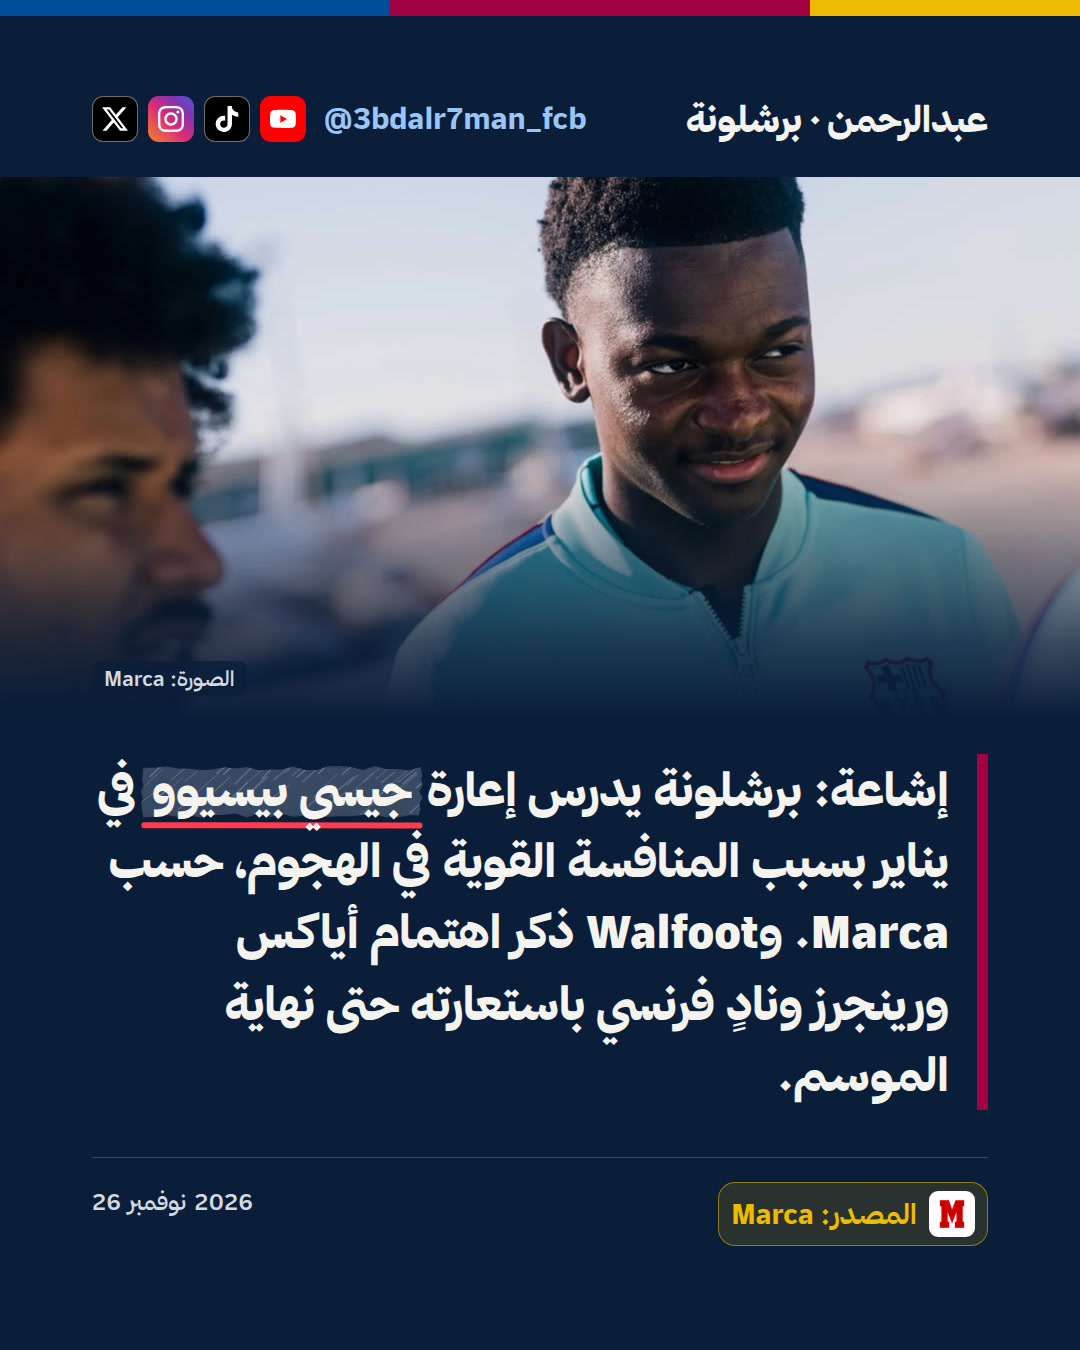 عبدالرحمن · برشلونة
@3bdalr7man_fcb
الصورة: Marca
إشاعة: برشلونة يدرس إعارة جيسي بيسيوو في
يناير بسبب المنافسة القوية في الهجوم، حسب
Marca. وWalfoot ذكر اهتمام أياكس
ورينجرز ونادٍ فرنسي باستعارته حتى نهاية
الموسم.
M المصدر: Marca
26 نوفمبر 2026